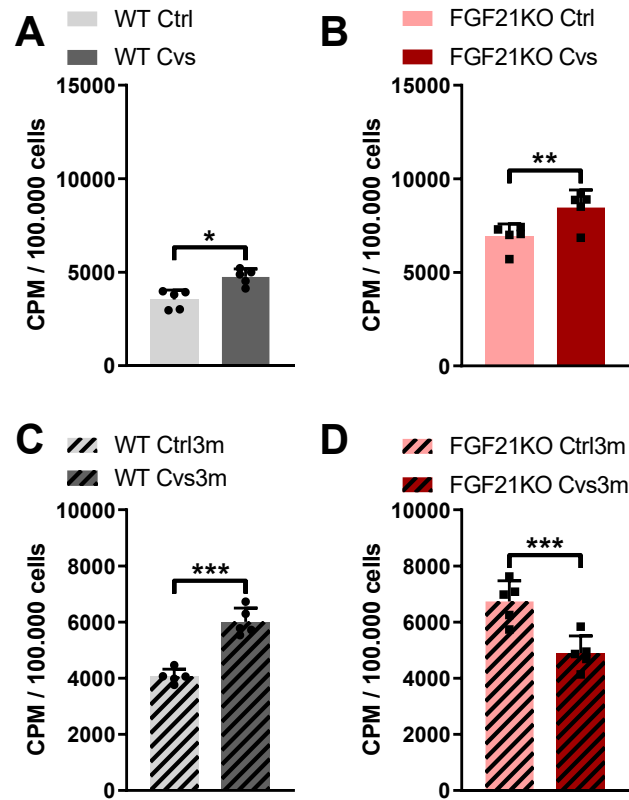 A
WT Ctrl
WT Cvs
CPM / 100.000 cells
15000
10000
5000
0
*
B
FGF21KO Ctrl
FGF21KO Cvs
CPM / 100.000 cells
15000
10000
5000
0
**
C
WT Ctrl3m
WT Cvs3m
CPM / 100.000 cells
10000
8000
6000
4000
2000
0
***
D
FGF21KO Ctrl3m
FGF21KO Cvs3m
CPM / 100.000 cells
10000
8000
6000
4000
2000
0
***